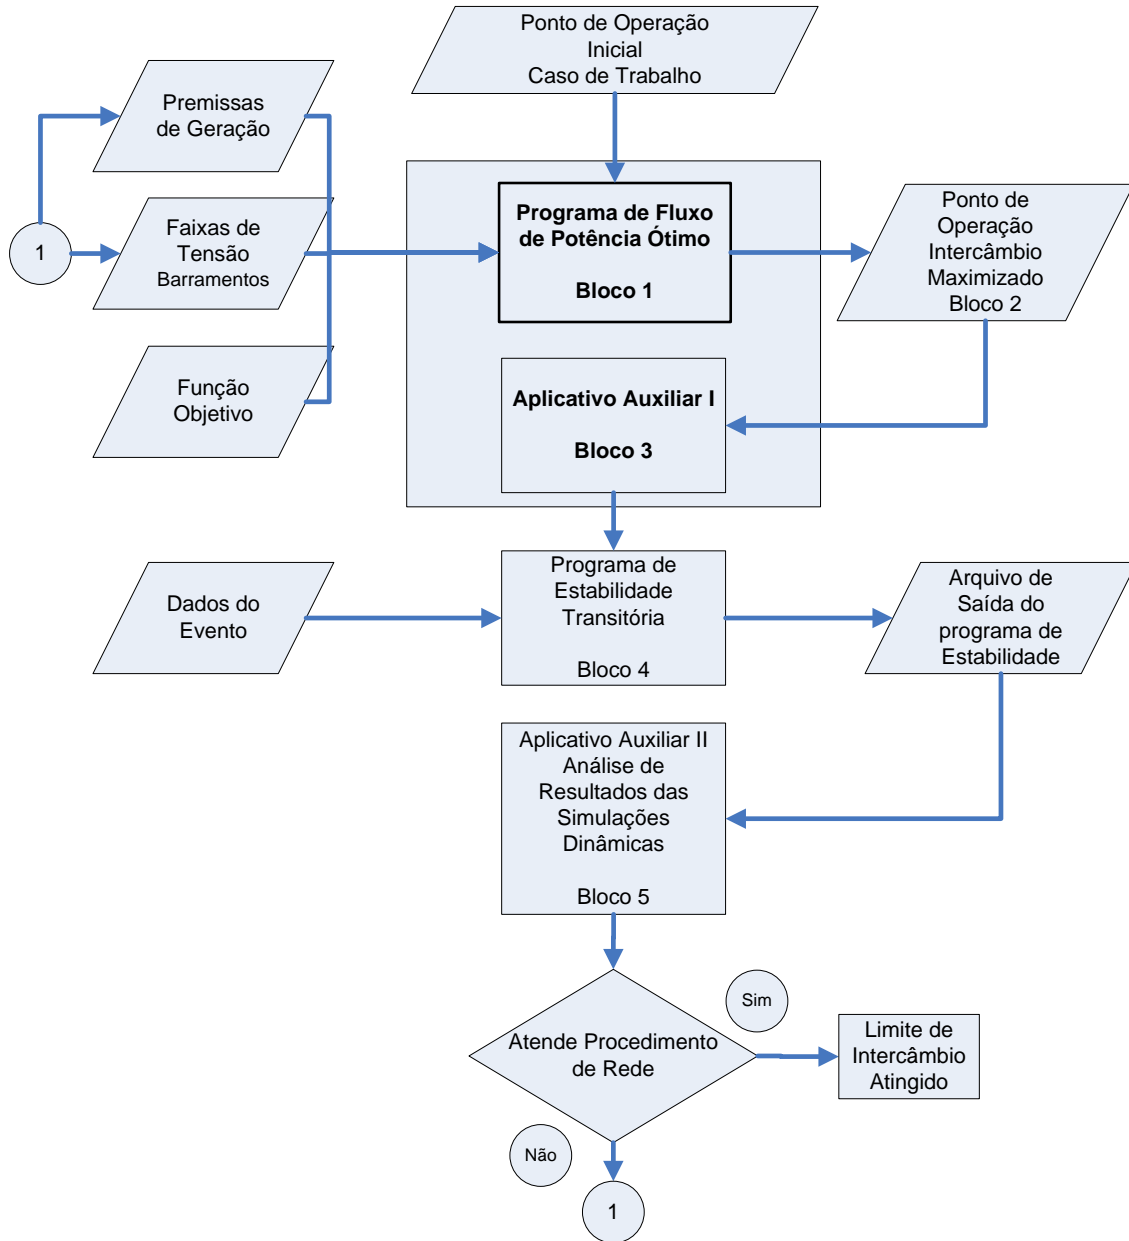 Ponto de Operação
Inicial
Caso de Trabalho
Premissas
de Geração
1
Faixas de
Tensão
Barramentos
Função
Objetivo
Programa de Fluxo
de Potência Ótimo
Bloco 1
Ponto de
Operação
Intercâmbio
Maximizado
Bloco 2
Aplicativo Auxiliar I
Bloco 3
Dados do
Evento
Programa de
Estabilidade
Transitória
Bloco 4
Arquivo de
Saída do
programa de
Estabilidade
Aplicativo Auxiliar II
Análise de
Resultados das
Simulações
Dinâmicas
Bloco 5
Atende Procedimento
de Rede
Sim
Limite de
Intercâmbio
Atingido
Não
1